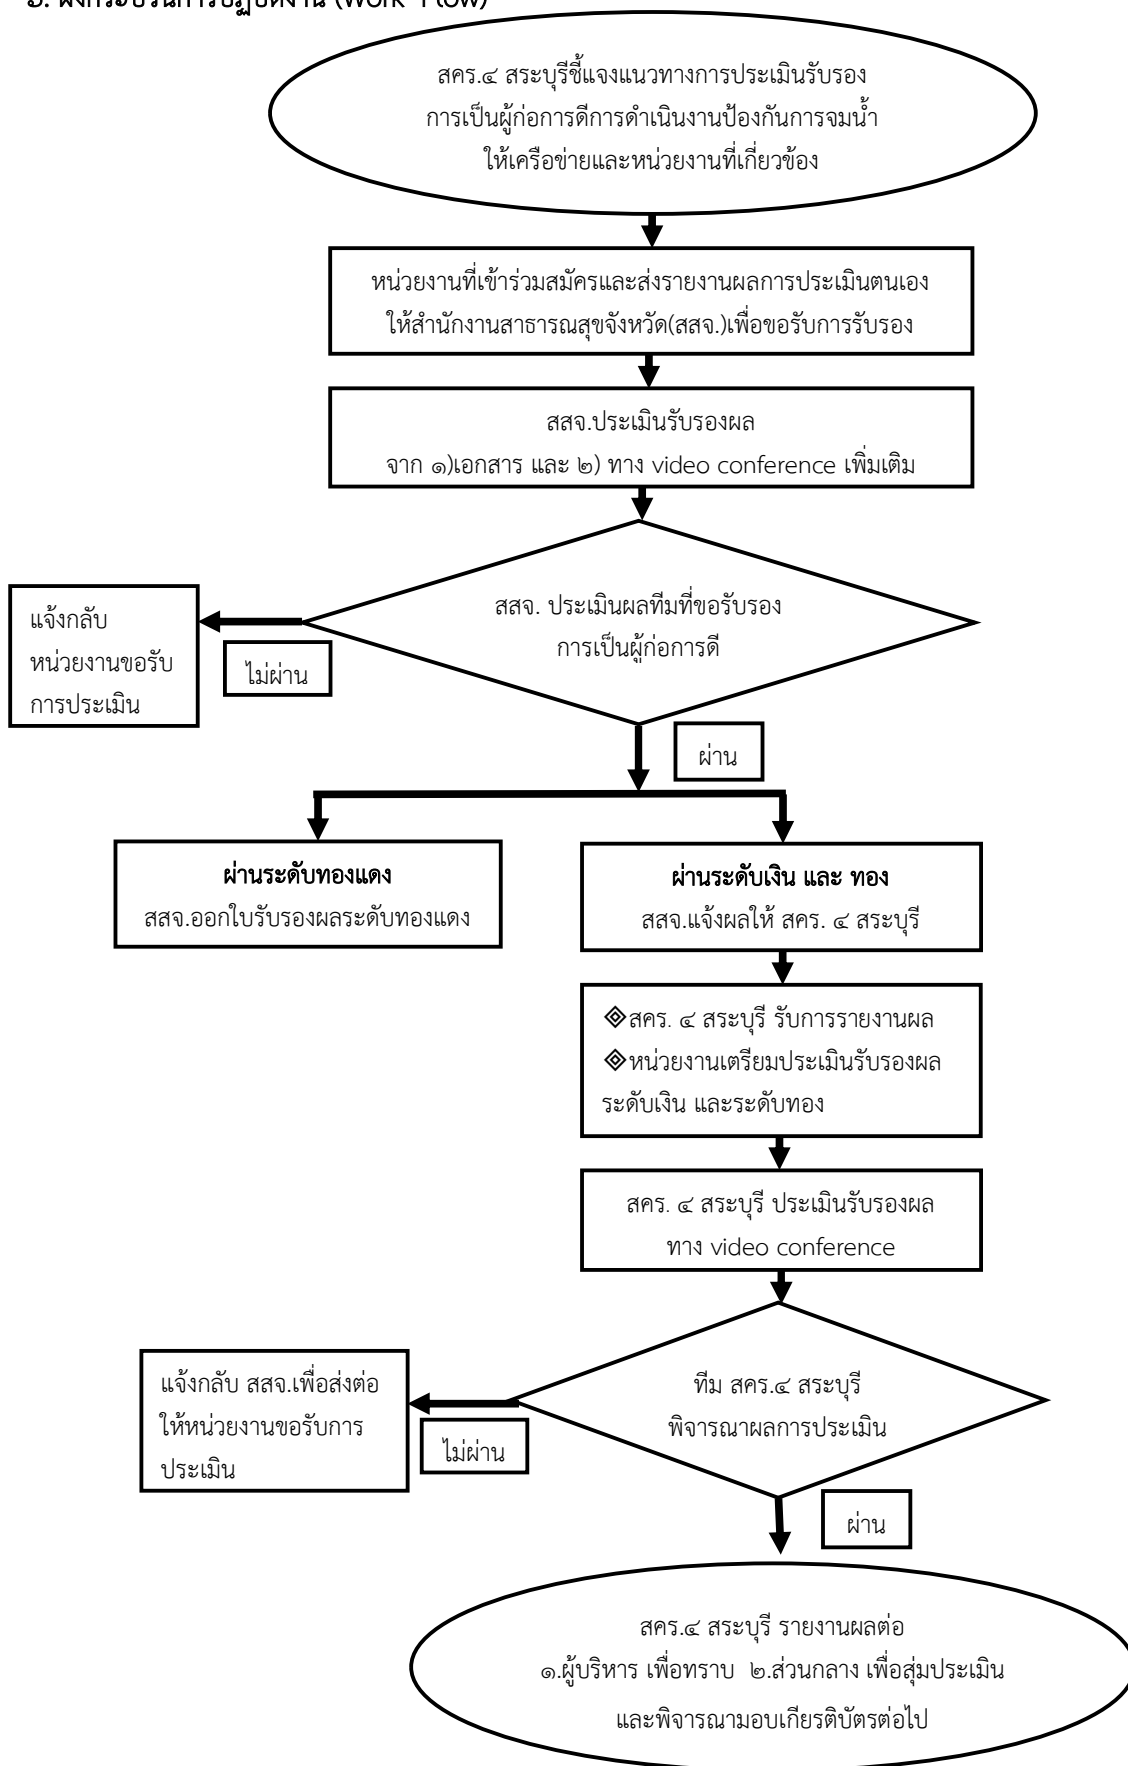 ผังกระบวนการปฏิบัติงาน (Work Flow)
สคร.๔ สระบุรีชี้แจงแนวทางการประเมินรับรอง
การเป็นผู้ก่อการดีการดำเนินงานป้องกันการจมน้ำ
ให้เครือข่ายและหน่วยงานที่เกี่ยวข้อง
หน่วยงานที่เข้าร่วมสมัครและส่งรายงานผลการประเมินตนเอง
ให้สำนักงานสาธารณสุขจังหวัด(สสจ.)เพื่อขอรับการรับรอง
สสจ.ประเมินรับรองผล
จาก ๑)เอกสาร และ ๒) ทาง video conference เพิ่มเติม
สสจ. ประเมินผลทีมที่ขอรับรอง
การเป็นผู้ก่อการดี
แจ้งกลับ
หน่วยงานขอรับ
การประเมิน
ไม่ผ่าน
ผ่าน
ผ่านระดับทองแดง
สสจ.ออกใบรับรองผลระดับทองแดง
ผ่านระดับเงิน และ ทอง
สสจ.แจ้งผลให้ สคร. ๔ สระบุรี
สคร. ๔ สระบุรี รับการรายงานผล
หน่วยงานเตรียมประเมินรับรองผล
ระดับเงิน และระดับทอง
สคร. ๔ สระบุรี ประเมินรับรองผล
ทาง video conference
ทีม สคร.๔ สระบุรี
พิจารณาผลการประเมิน
แจ้งกลับ สสจ.เพื่อส่งต่อ
ให้หน่วยงานขอรับการ
ประเมิน
ไม่ผ่าน
ผ่าน
สคร.๔ สระบุรี รายงานผลต่อ
๑.ผู้บริหาร เพื่อทราบ ๒.ส่วนกลาง เพื่อสุ่มประเมิน
และพิจารณามอบเกียรติบัตรต่อไป